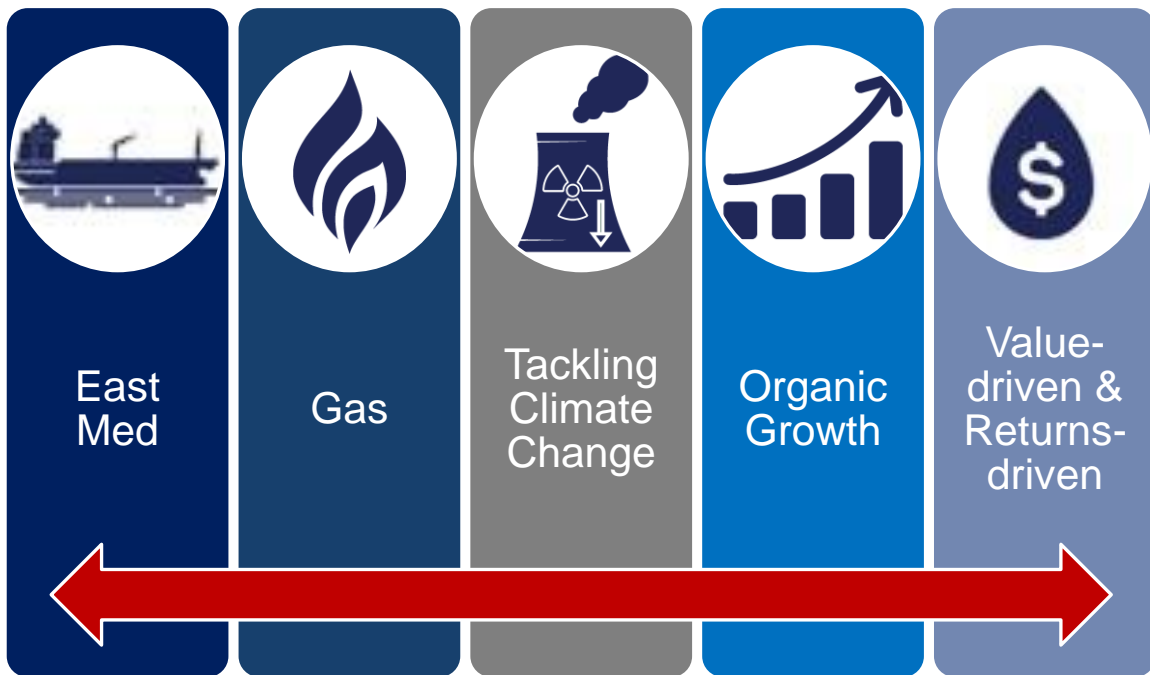 East
Med
Gas
Tackling
Climate
Change
Organic
Growth
$
Value-
driven &
Returns-
driven